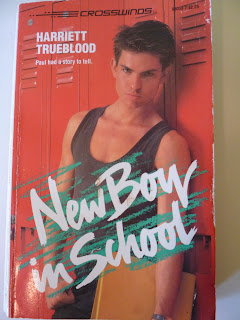 CROSSWINDS
HARRIETT
TRUEBLOOD
Paul had a story to tell.
New Boy
in School